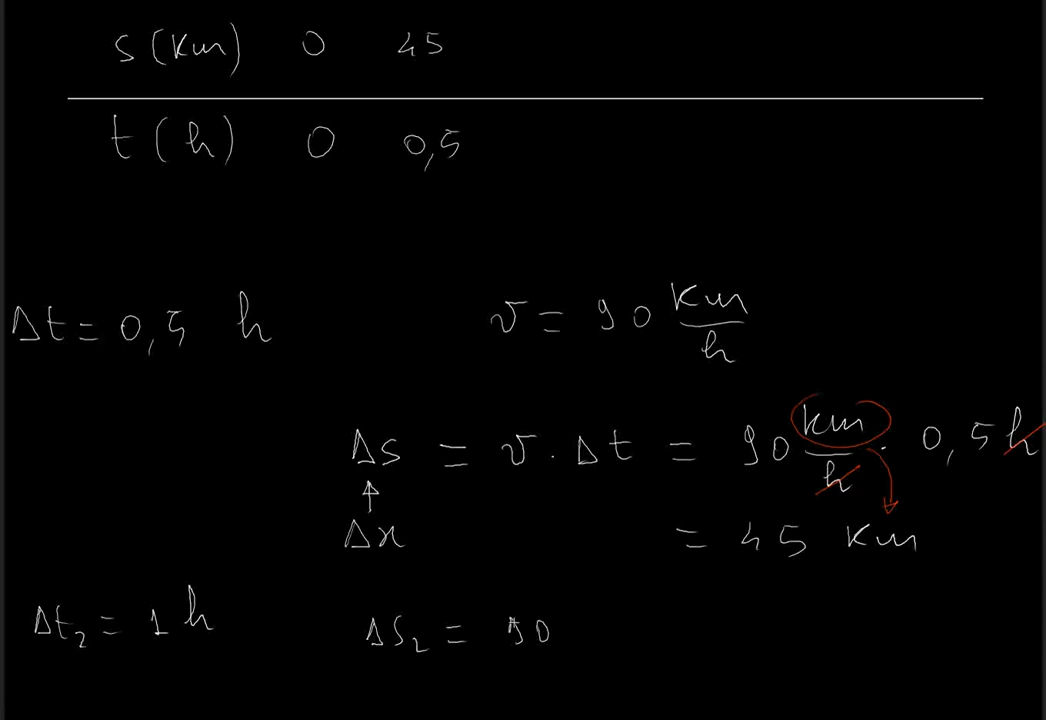 s (km) 0 45
t (h) 0 0,5
Δt = 0,5 h
v = 90 km/h
Δs = v · Δt = 90 km/h · 0,5 h
↑
Δx
= 45 km
Δt₂ = 1 h
Δs₂ = 90